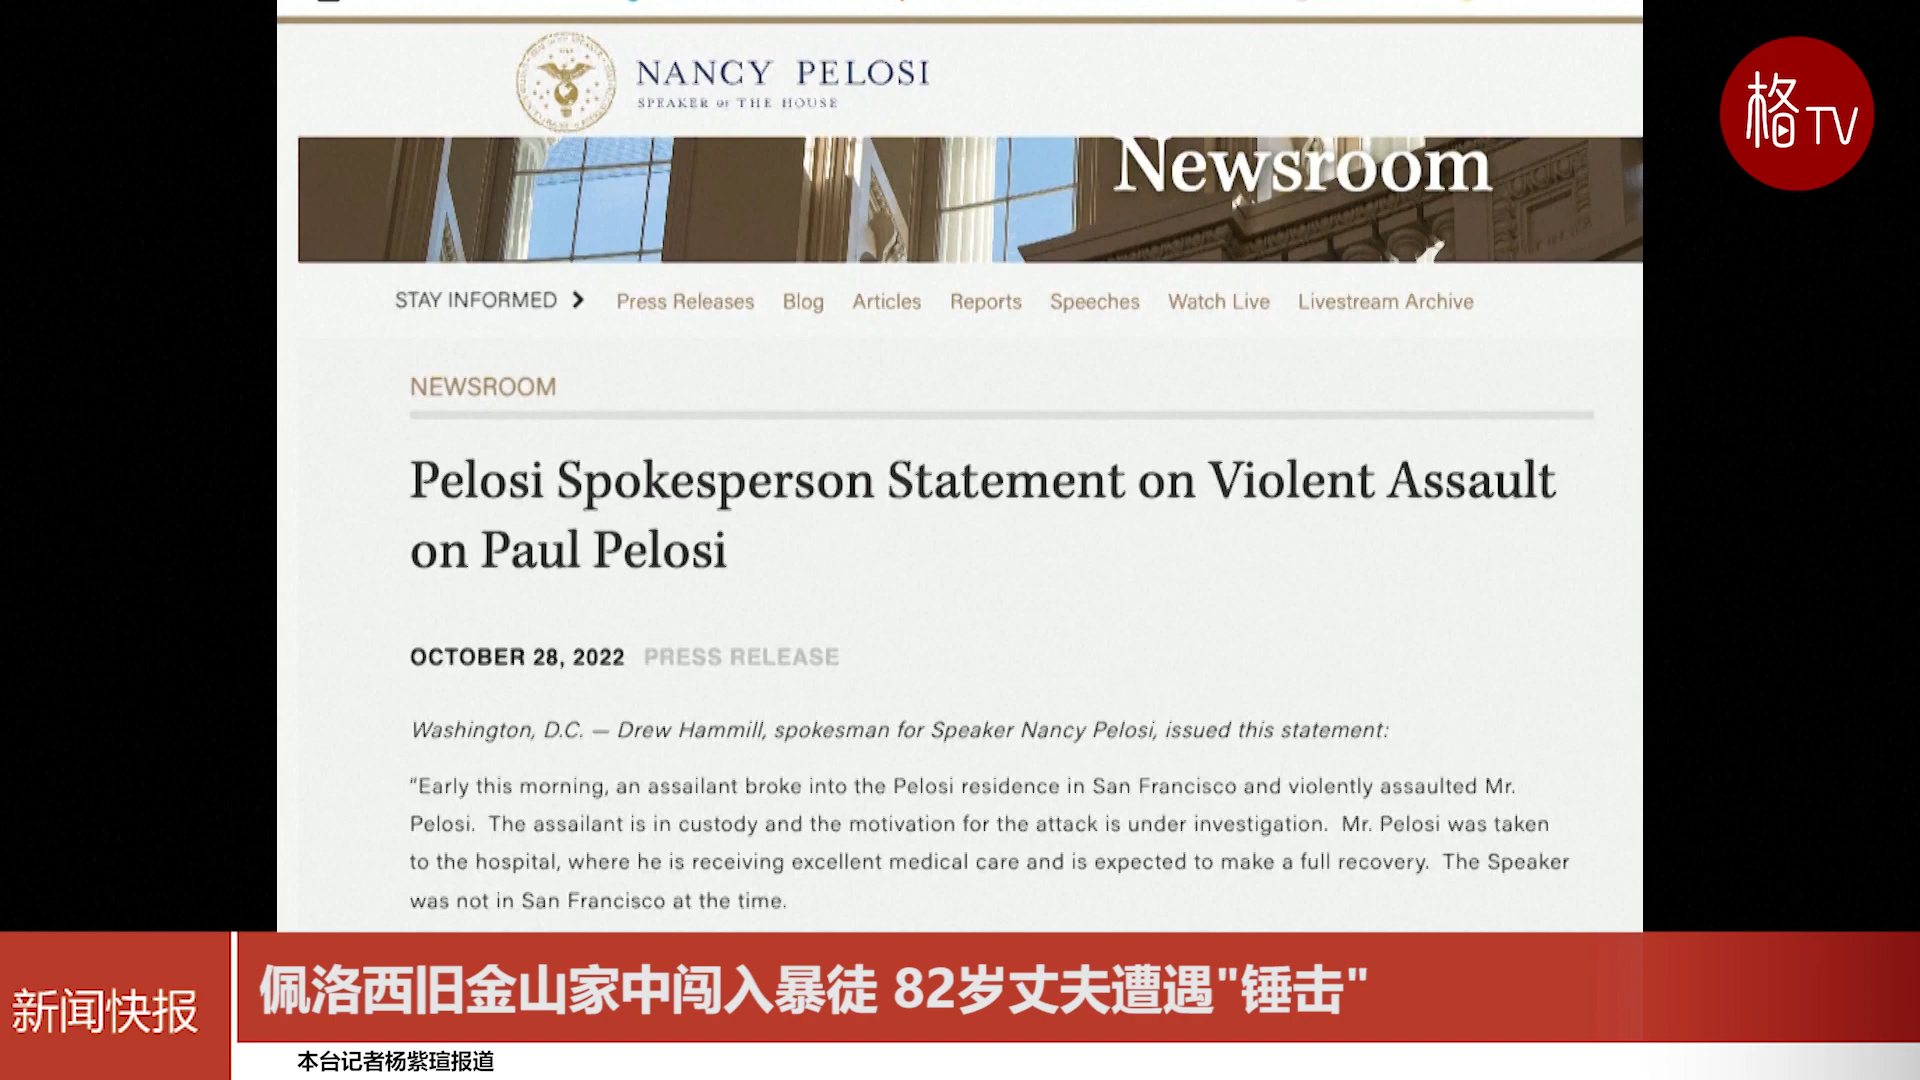 NANCY PELOSI
SPEAKER OF THE HOUSE
格TV
Newsroom
STAY INFORMED Press Releases Blog Articles Reports Speeches Watch Live Livestream Archive
NEWSROOM
Pelosi Spokesperson Statement on Violent Assault
on Paul Pelosi
OCTOBER 28, 2022 PRESS RELEASE
Washington, D.C. — Drew Hammill, spokesman for Speaker Nancy Pelosi, issued this statement:
“Early this morning, an assailant broke into the Pelosi residence in San Francisco and violently assaulted Mr.
Pelosi. The assailant is in custody and the motivation for the attack is under investigation. Mr. Pelosi was taken
to the hospital, where he is receiving excellent medical care and is expected to make a full recovery. The Speaker
was not in San Francisco at the time.
新闻快报
佩洛西旧金山家中闯入暴徒 82岁丈夫遭遇"锤击"
本台记者杨紫瑄报道